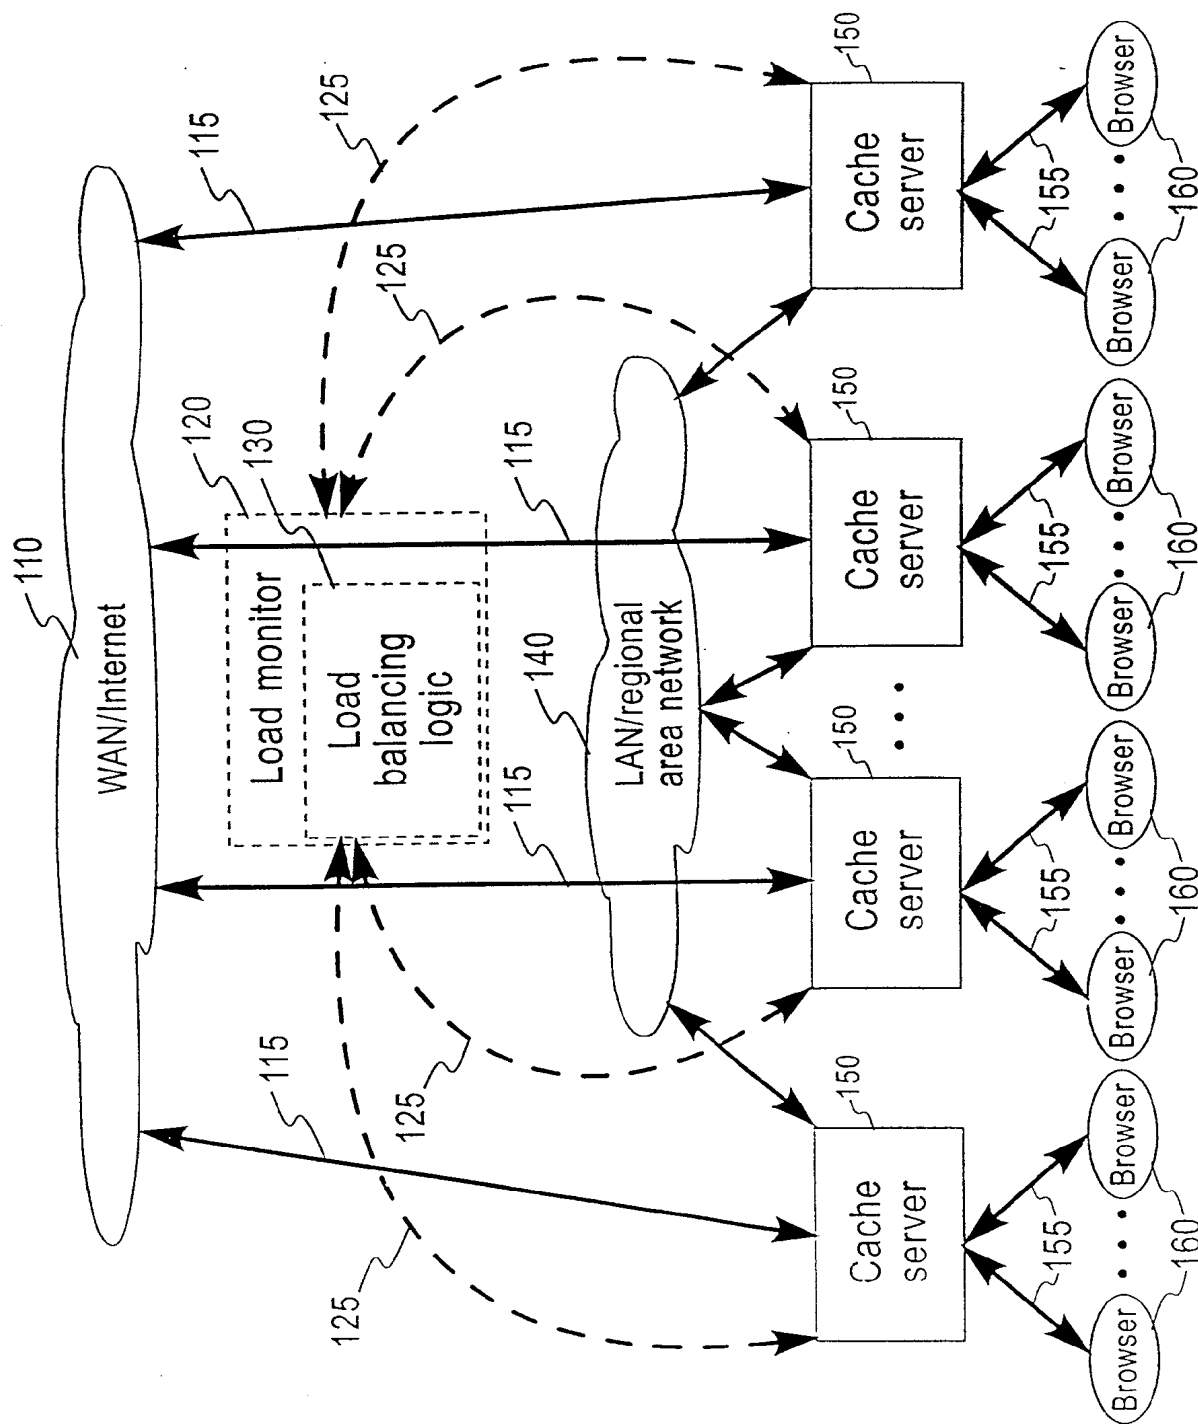 110
WAN/Internet
115
120
115
Load monitor
130
125
125
Load
balancing
logic
125
125
115
115
140
LAN/regional
area network
150
150
150
150
Cache
server
Cache
server
Cache
server
Cache
server
155
155
155
155
Browser
Browser
Browser
Browser
Browser
Browser
Browser
Browser
160
160
160
160